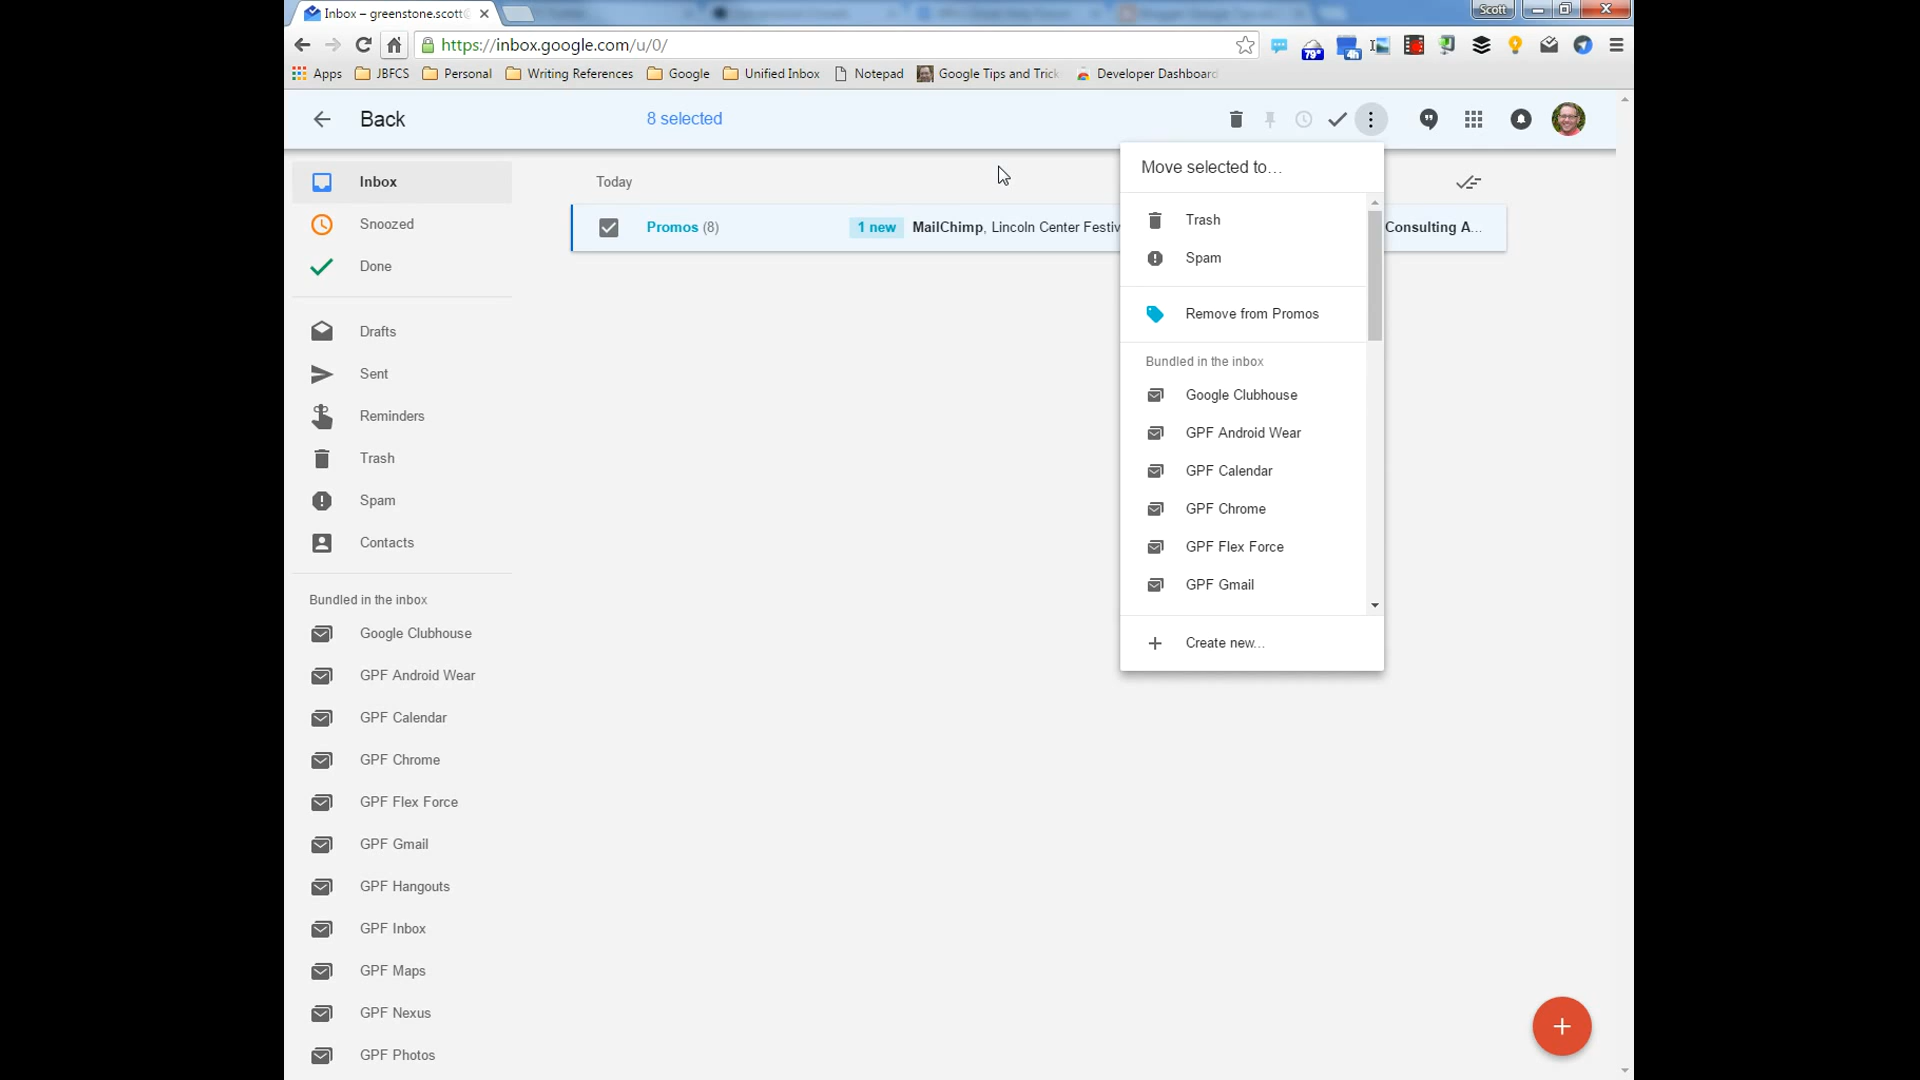 Inbox – greenstone.scott
Scott
https://inbox.google.com/u/0/
79°
4h
Apps JBFCS Personal Writing References Google Unified Inbox Notepad Google Tips and Trick Developer Dashboard
Back
8 selected
Move selected to…
Inbox
Snoozed
Done
Drafts
Sent
Reminders
Trash
Spam
Contacts
Bundled in the inbox
Google Clubhouse
GPF Android Wear
GPF Calendar
GPF Chrome
GPF Flex Force
GPF Gmail
GPF Hangouts
GPF Inbox
GPF Maps
GPF Nexus
GPF Photos
Today
Promos (8) 1 new MailChimp, Lincoln Center Festiv Consulting A...
Trash
Spam
Remove from Promos
Bundled in the inbox
Google Clubhouse
GPF Android Wear
GPF Calendar
GPF Chrome
GPF Flex Force
GPF Gmail
Create new...